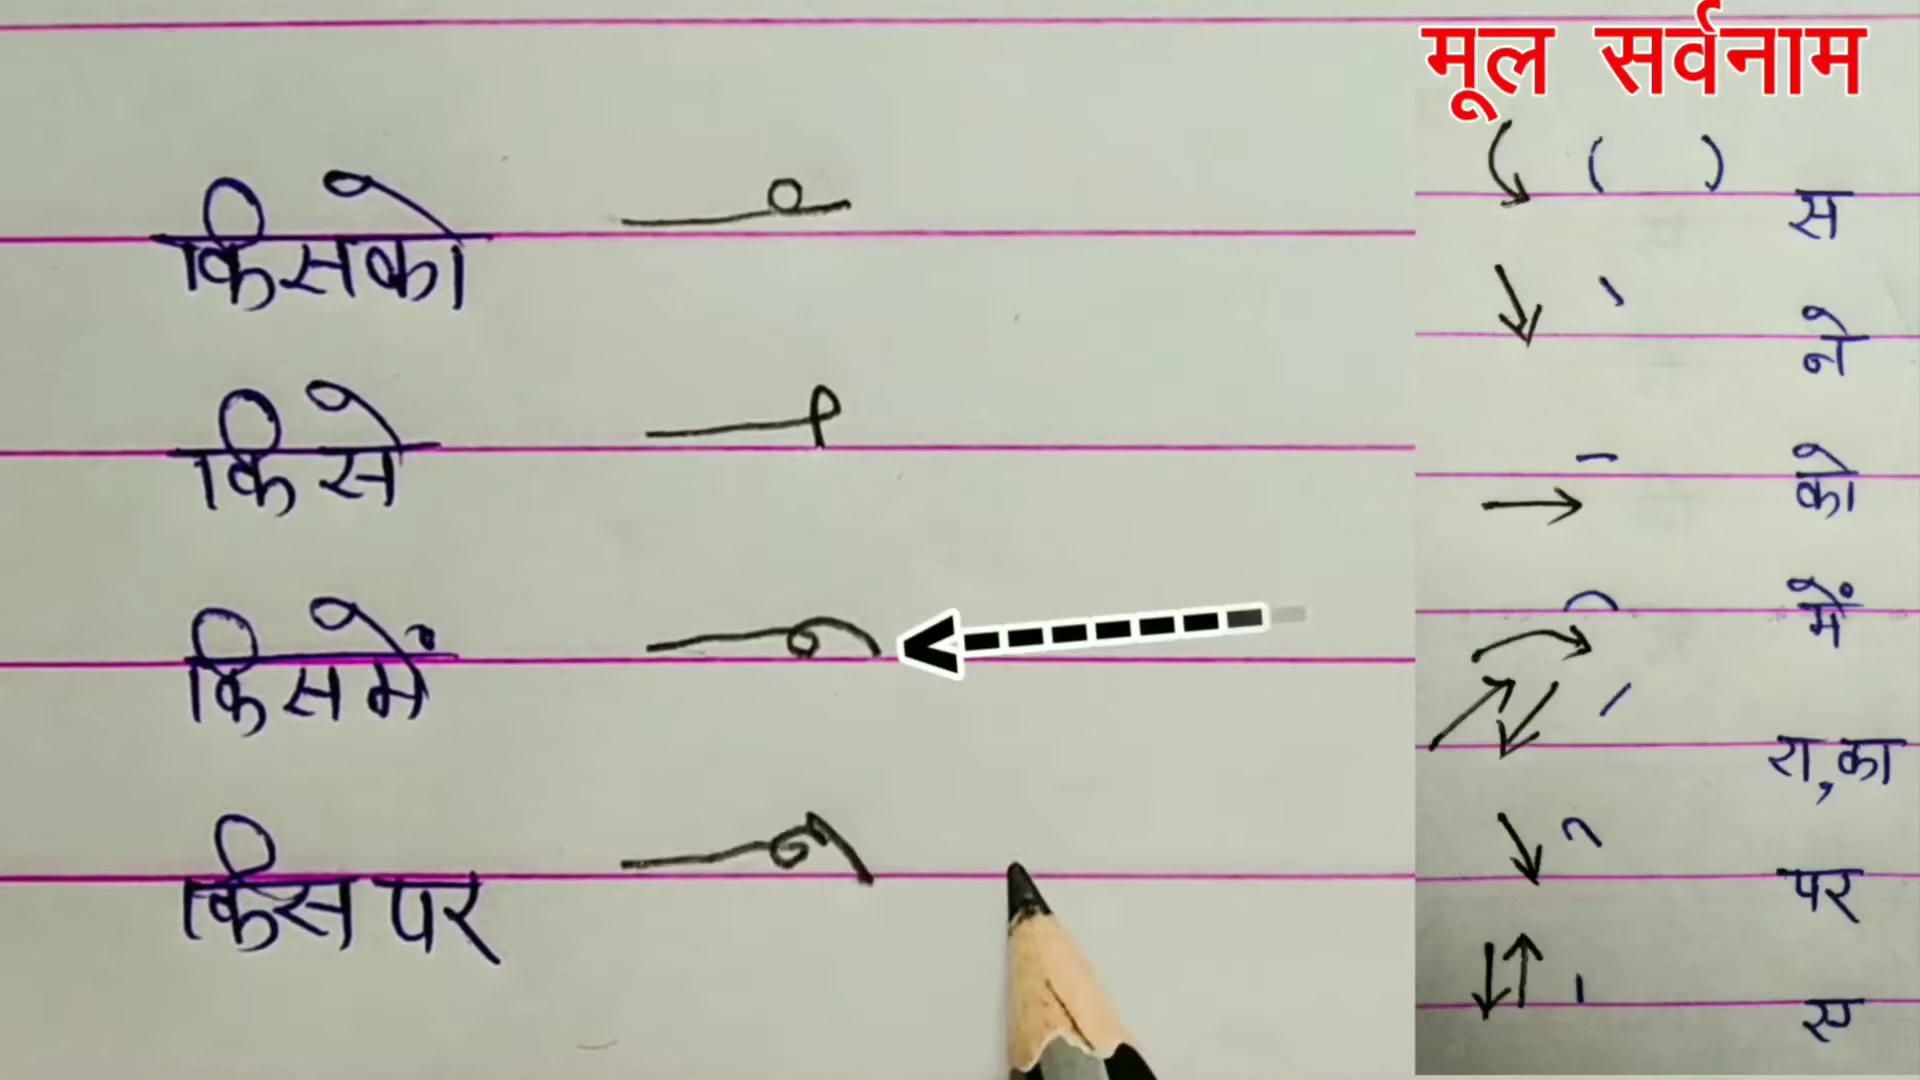 मूल सर्वनाम
किसको
किसे
किसमें
किस पर
स
ने
को
में
रा, का
पर